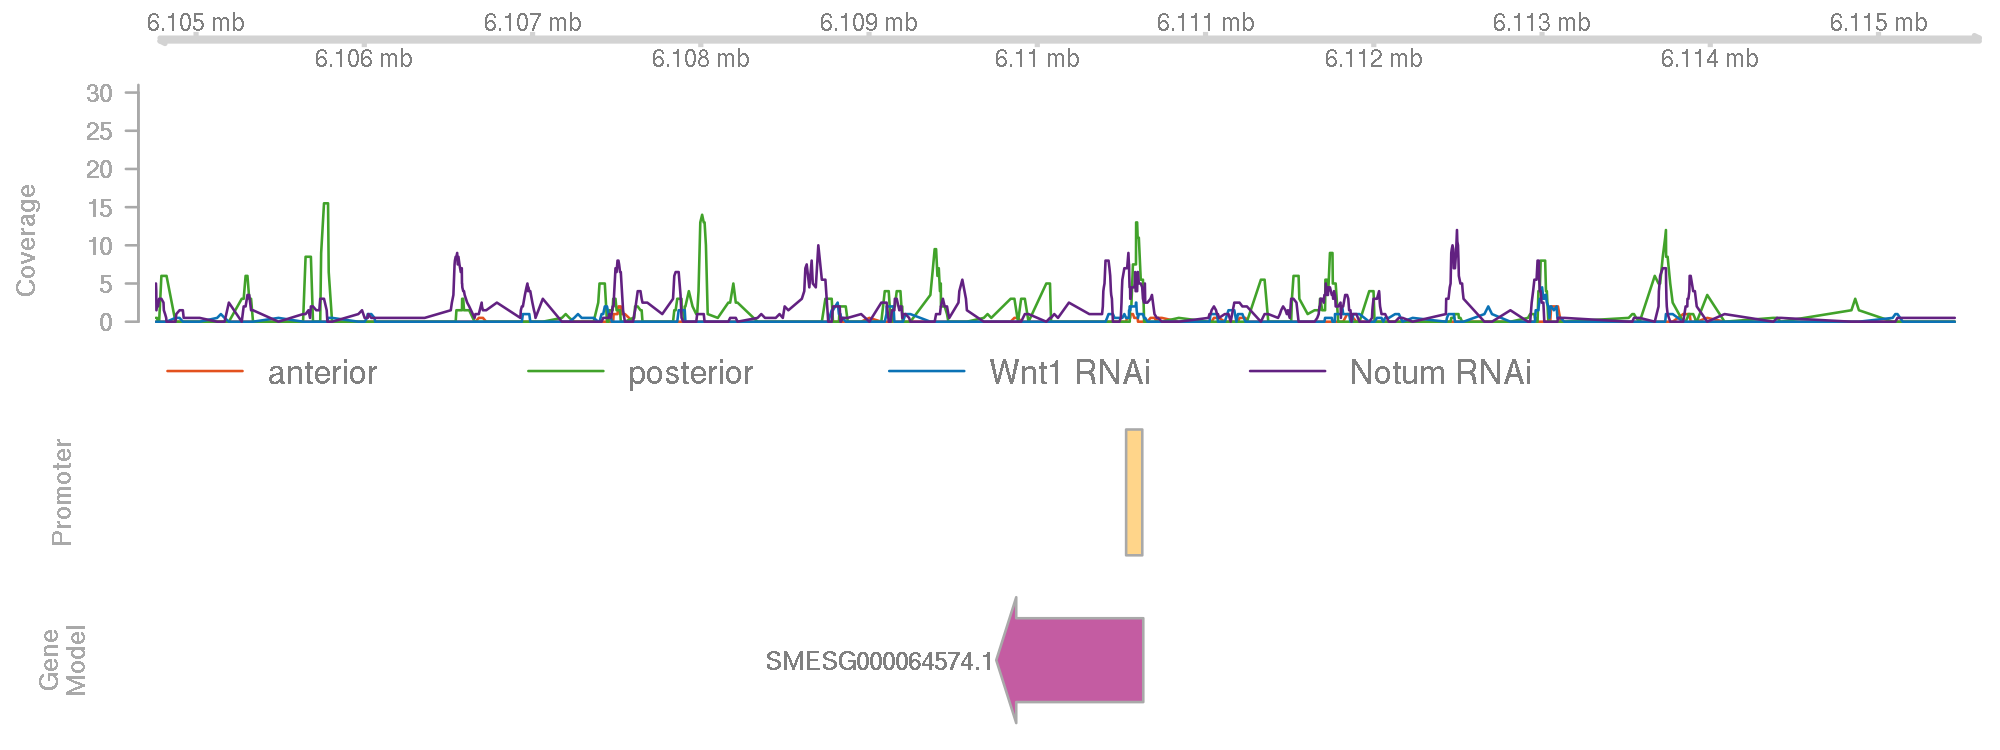 6.105 mb 6.107 mb 6.109 mb 6.111 mb 6.113 mb 6.115 mb
6.106 mb 6.108 mb 6.11 mb 6.112 mb 6.114 mb
Coverage
30
25
20
15
10
5
0
anterior posterior Wnt1 RNAi Notum RNAi
Promoter
Gene
Model
SMESG000064574.1